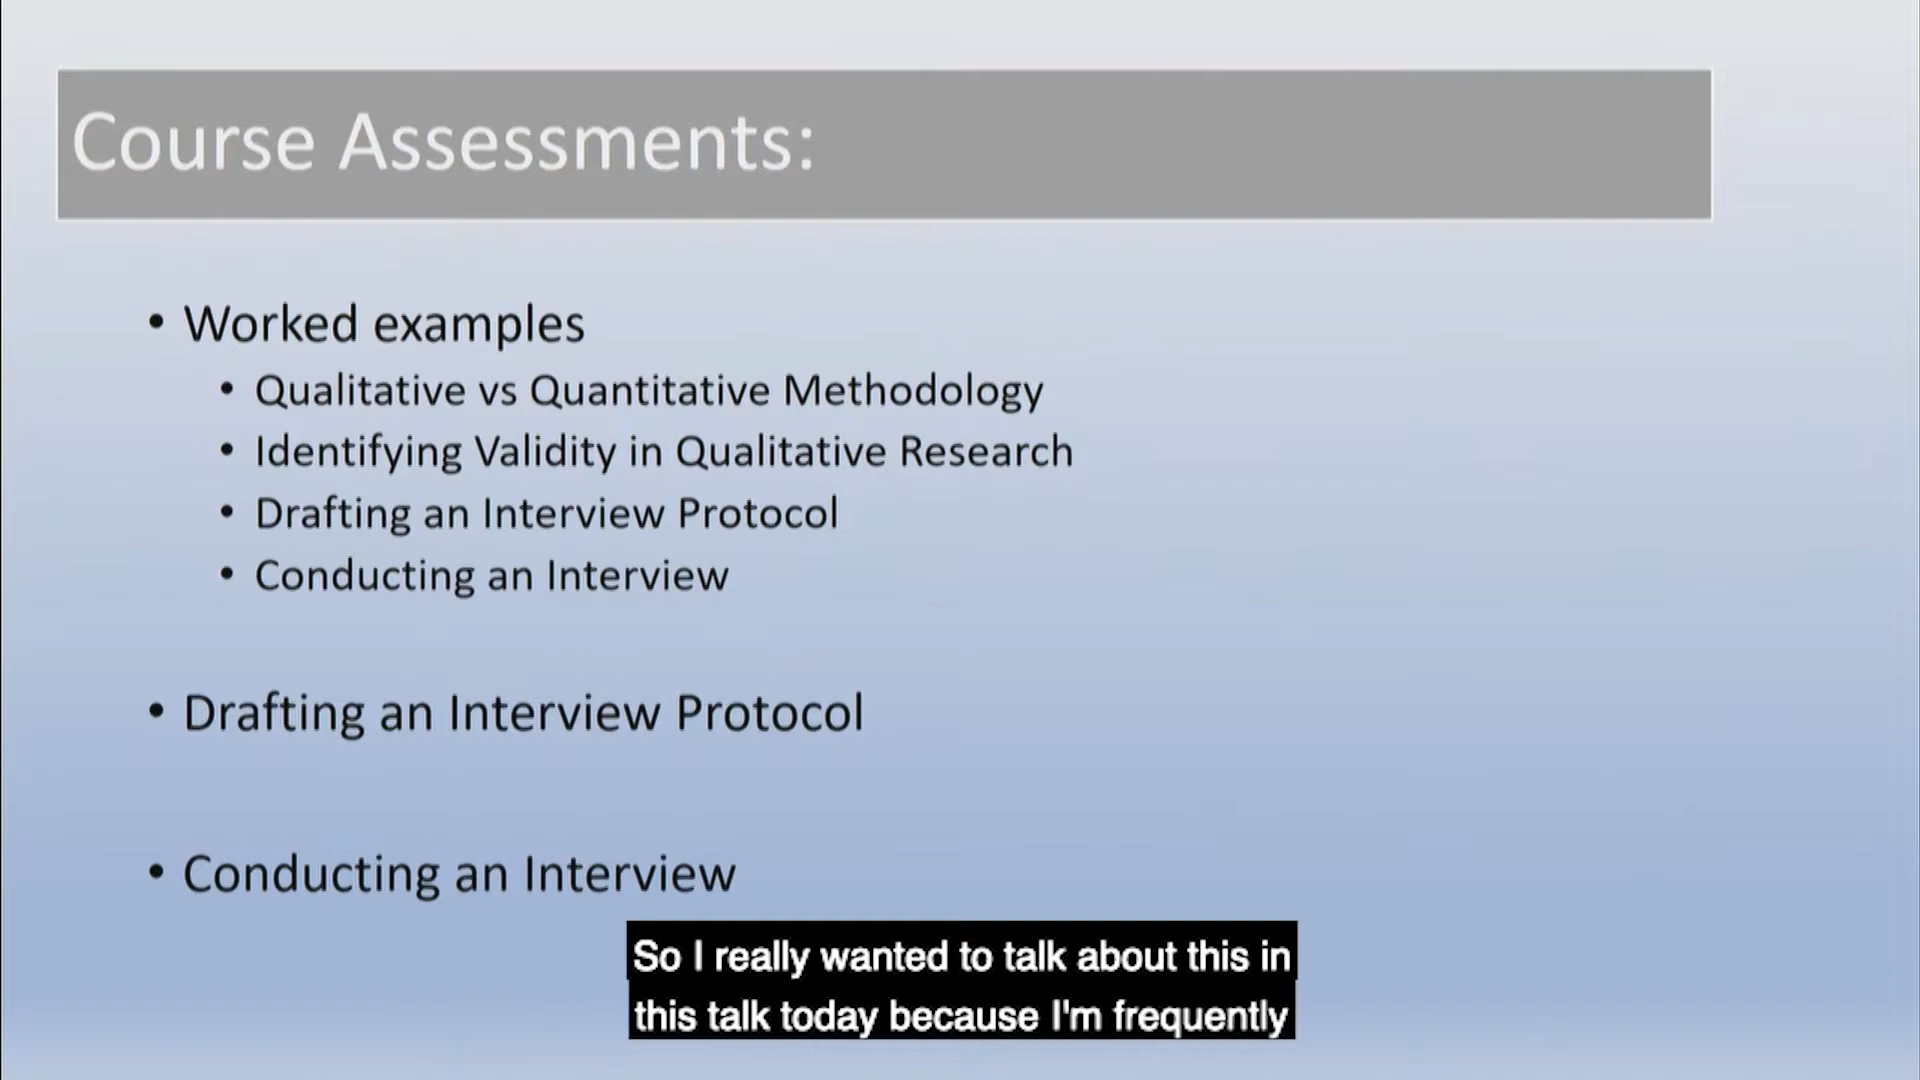 Course Assessments:
• Worked examples
• Qualitative vs Quantitative Methodology
• Identifying Validity in Qualitative Research
• Drafting an Interview Protocol
• Conducting an Interview
• Drafting an Interview Protocol
• Conducting an Interview
So I really wanted to talk about this in
this talk today because I'm frequently